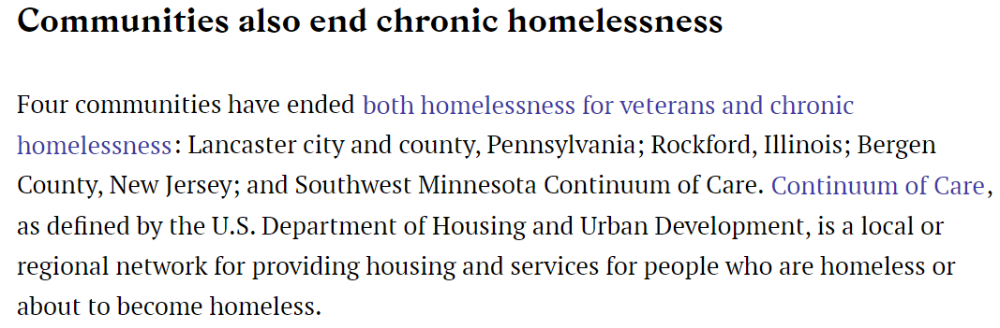 Communities also end chronic homelessness
Four communities have ended both homelessness for veterans and chronic
homelessness: Lancaster city and county, Pennsylvania; Rockford, Illinois; Bergen
County, New Jersey; and Southwest Minnesota Continuum of Care. Continuum of Care,
as defined by the U.S. Department of Housing and Urban Development, is a local or
regional network for providing housing and services for people who are homeless or
about to become homeless.